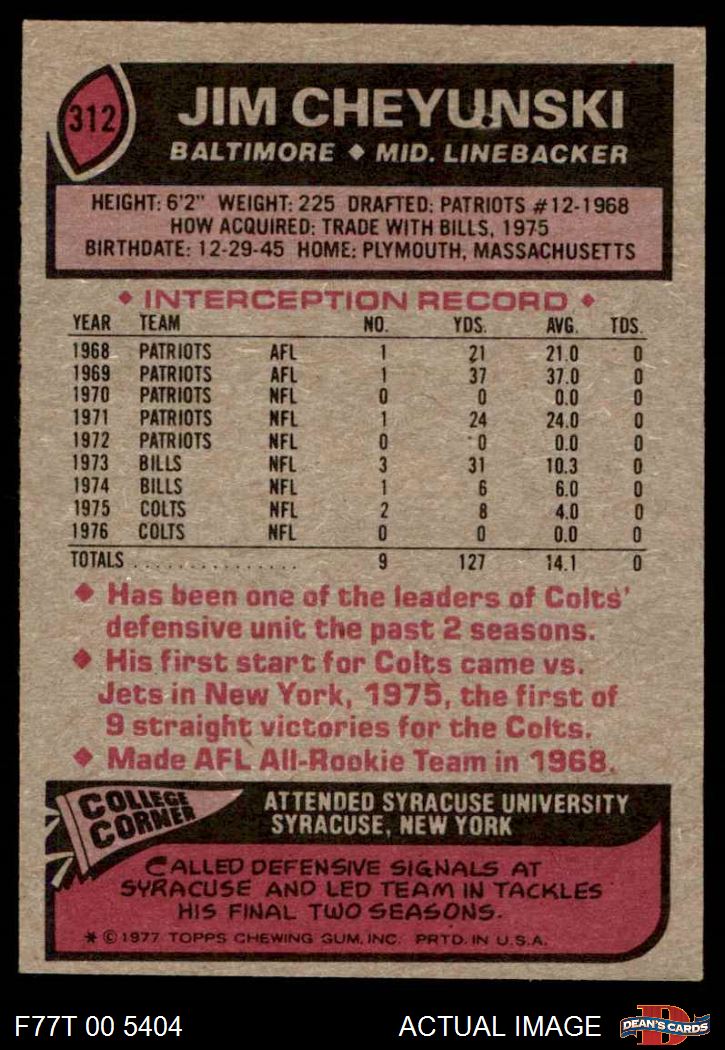 312
JIM CHEYUNSKI
BALTIMORE ♦ MID. LINEBACKER
HEIGHT: 6'2" WEIGHT: 225 DRAFTED: PATRIOTS #12-1968
HOW ACQUIRED: TRADE WITH BILLS, 1975
BIRTHDATE: 12-29-45 HOME: PLYMOUTH, MASSACHUSETTS
♦ INTERCEPTION RECORD ♦
YEAR TEAM NO. YDS. AVG. TDS.
1968 PATRIOTS AFL 1 21 21.0 0
1969 PATRIOTS AFL 1 37 37.0 0
1970 PATRIOTS NFL 0 0 0.0 0
1971 PATRIOTS NFL 1 24 24.0 0
1972 PATRIOTS NFL 0 0 0.0 0
1973 BILLS NFL 3 31 10.3 0
1974 BILLS NFL 1 6 6.0 0
1975 COLTS NFL 2 8 4.0 0
1976 COLTS NFL 0 0 0.0 0
TOTALS . . . . . . . . . . . . . . . 9 127 14.1 0
♦ Has been one of the leaders of Colts'
defensive unit the past 2 seasons.
♦ His first start for Colts came vs.
Jets in New York, 1975, the first of
9 straight victories for the Colts.
♦ Made AFL All-Rookie Team in 1968.
COLLEGE
CORNER
ATTENDED SYRACUSE UNIVERSITY
SYRACUSE, NEW YORK
CALLED DEFENSIVE SIGNALS AT
SYRACUSE AND LED TEAM IN TACKLES
HIS FINAL TWO SEASONS.
* © 1977 TOPPS CHEWING GUM, INC. PRTD. IN U.S.A.
F77T 00 5404 ACTUAL IMAGE D DEAN'S CARDS